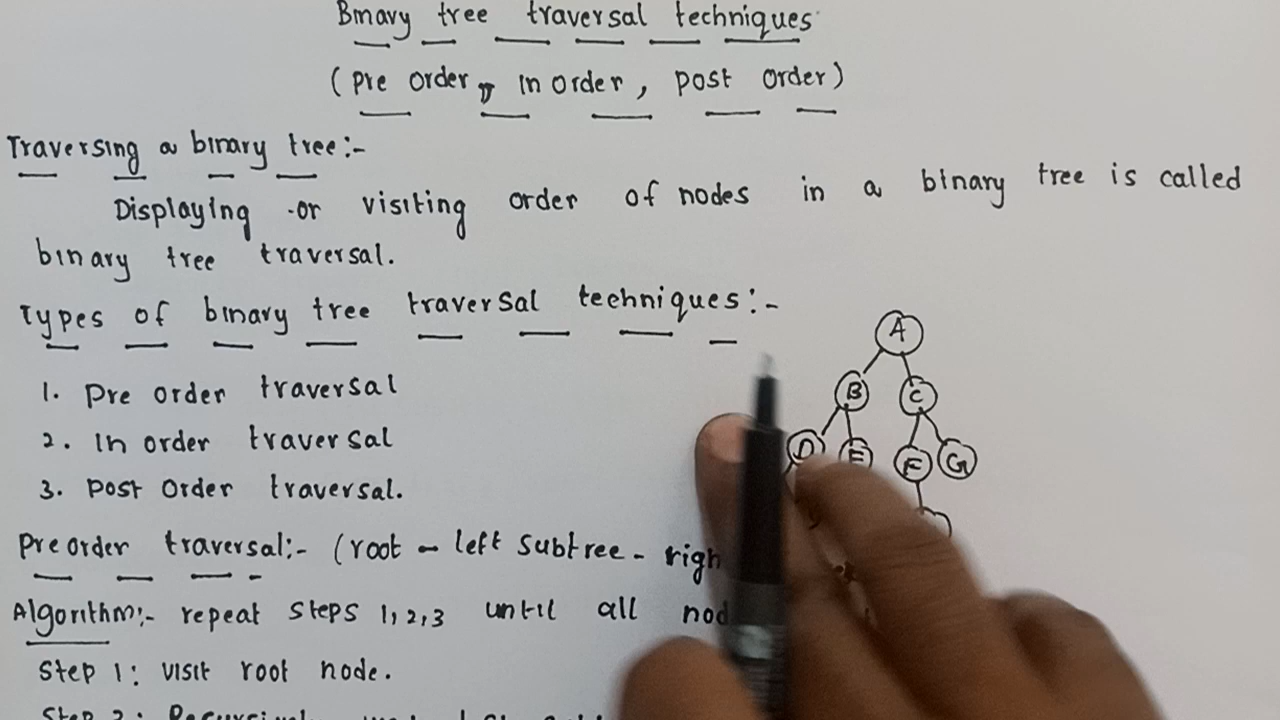 Binary tree traversal techniques
(pre order, in order, post order)
Traversing a binary tree:-
Displaying or visiting order of nodes in a binary tree is called
binary tree traversal.
Types of binary tree traversal techniques:-
1. pre order traversal
2. In order traversal
3. post order traversal.
Preorder traversal:- (root - left subtree -
Algorithm:- repeat steps 1, 2, 3 until all
Step 1: visit root node.
A
B C
D E F G